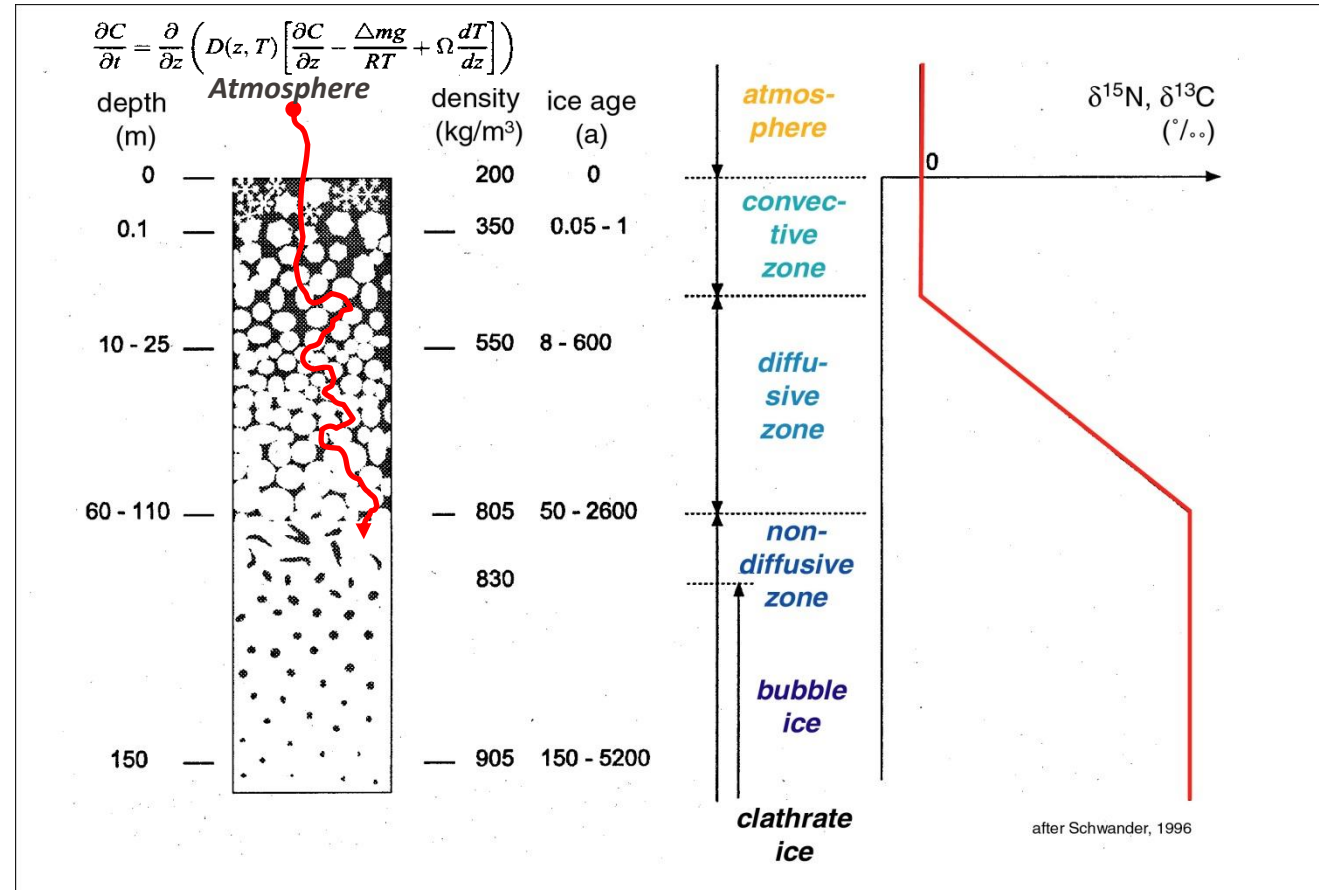 ∂C/∂t = ∂/∂z ( D(z, T) [ ∂C/∂z - △mg/RT + Ω dT/dz ] )
Atmosphere
depth
(m)
density
(kg/m³)
ice age
(a)
0 200 0
0.1 350 0.05 - 1
10 - 25 550 8 - 600
60 - 110 805 50 - 2600
830
150 905 150 - 5200
atmos-
phere
convec-
tive
zone
diffu-
sive
zone
non-
diffusive
zone
bubble
ice
clathrate
ice
δ¹⁵N, δ¹³C
(°/₀₀)
0
after Schwander, 1996